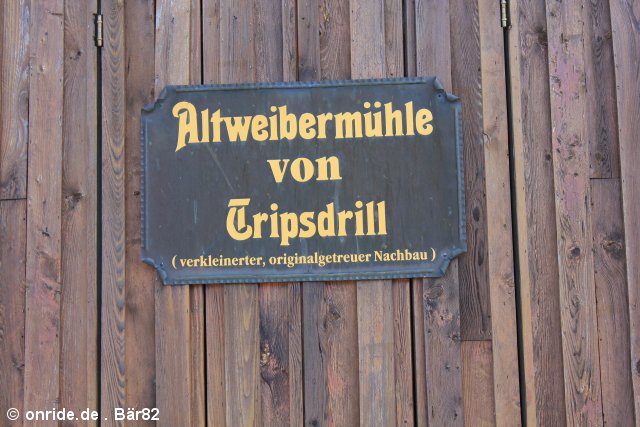 Altweibermühle
von
Tripsdrill
( verkleinerter, originalgetreuer Nachbau )
© onride.de . Bär82